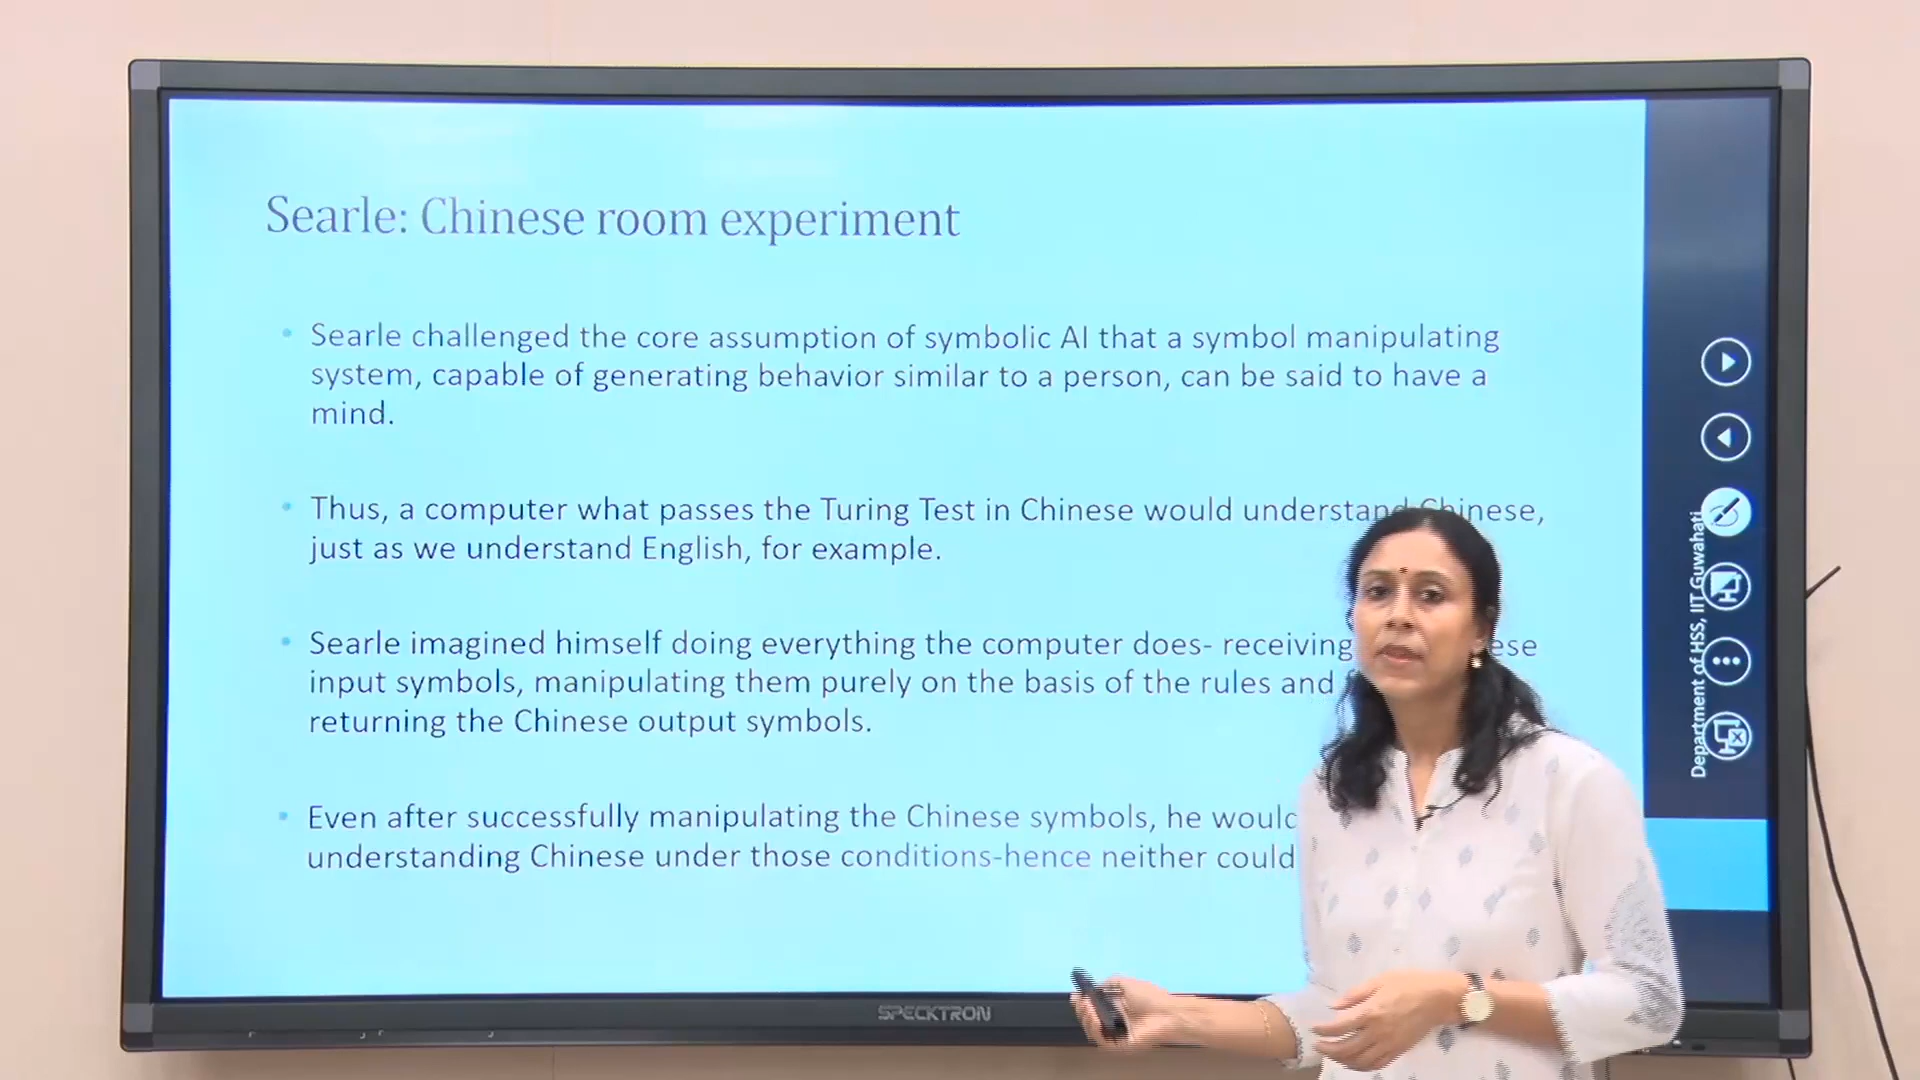 Searle: Chinese room experiment
Searle challenged the core assumption of symbolic AI that a symbol manipulating
system, capable of generating behavior similar to a person, can be said to have a
mind.
Thus, a computer what passes the Turing Test in Chinese would understand Chinese,
just as we understand English, for example.
Searle imagined himself doing everything the computer does- receiving
input symbols, manipulating them purely on the basis of the rules and
returning the Chinese output symbols.
Even after successfully manipulating the Chinese symbols, he would
understanding Chinese under those conditions-hence neither could
Department of HSS, IIT Guwahati
SPECKTRON